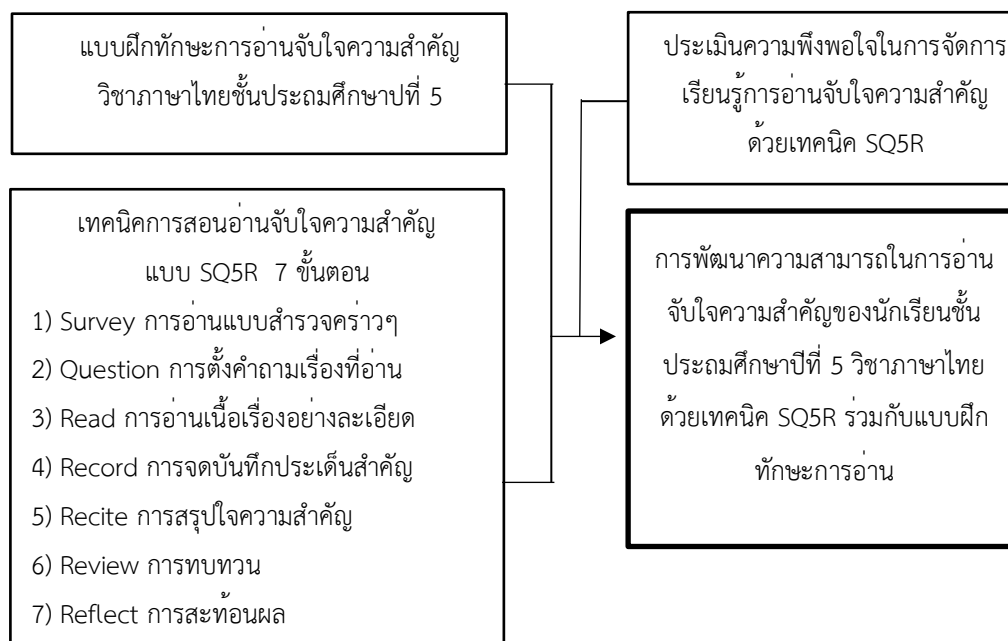 แบบฝึกทักษะการอ่านจับใจความสำคัญ
วิชาภาษาไทยชั้นประถมศึกษาปที่ 5
เทคนิคการสอนอ่านจับใจความสำคัญ
แบบ SQ5R 7 ขั้นตอน
1) Survey การอ่านแบบสำรวจคร่าวๆ
2) Question การตั้งคำถามเรื่องที่อ่าน
3) Read การอ่านเนื้อเรื่องอย่างละเอียด
4) Record การจดบันทึกประเด็นสำคัญ
5) Recite การสรุปใจความสำคัญ
6) Review การทบทวน
7) Reflect การสะท้อนผล
ประเมินความพึงพอใจในการจัดการ
เรียนรู้การอ่านจับใจความสำคัญ
ด้วยเทคนิค SQ5R
การพัฒนาความสามารถในการอ่าน
จับใจความสำคัญของนักเรียนชั้น
ประถมศึกษาปีที่ 5 วิชาภาษาไทย
ด้วยเทคนิค SQ5R ร่วมกับแบบฝึก
ทักษะการอ่าน